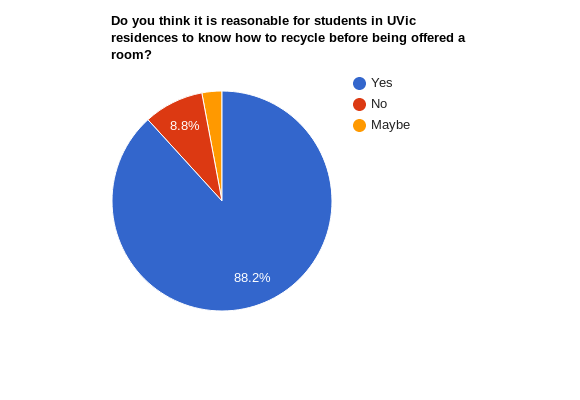 Do you think it is reasonable for students in UVic
residences to know how to recycle before being offered a
room?
Yes
No
Maybe
8.8%
88.2%